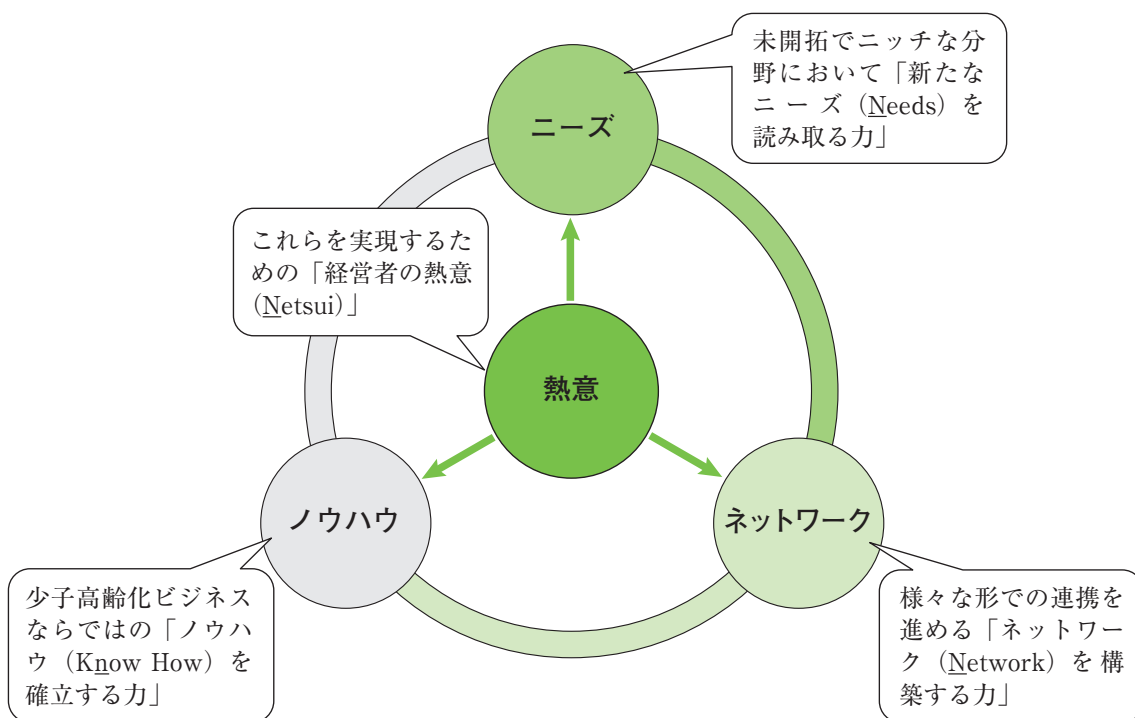 未開拓でニッチな分
野において「新たな
ニーズ（Needs）を
読み取る力」
ニーズ
これらを実現するた
めの「経営者の熱意
（Netsui）」
熱意
ノウハウ
ネットワーク
少子高齢化ビジネス
ならではの「ノウハ
ウ（Know How）を
確立する力」
様々な形での連携を
進める「ネットワー
ク（Network）を構
築する力」